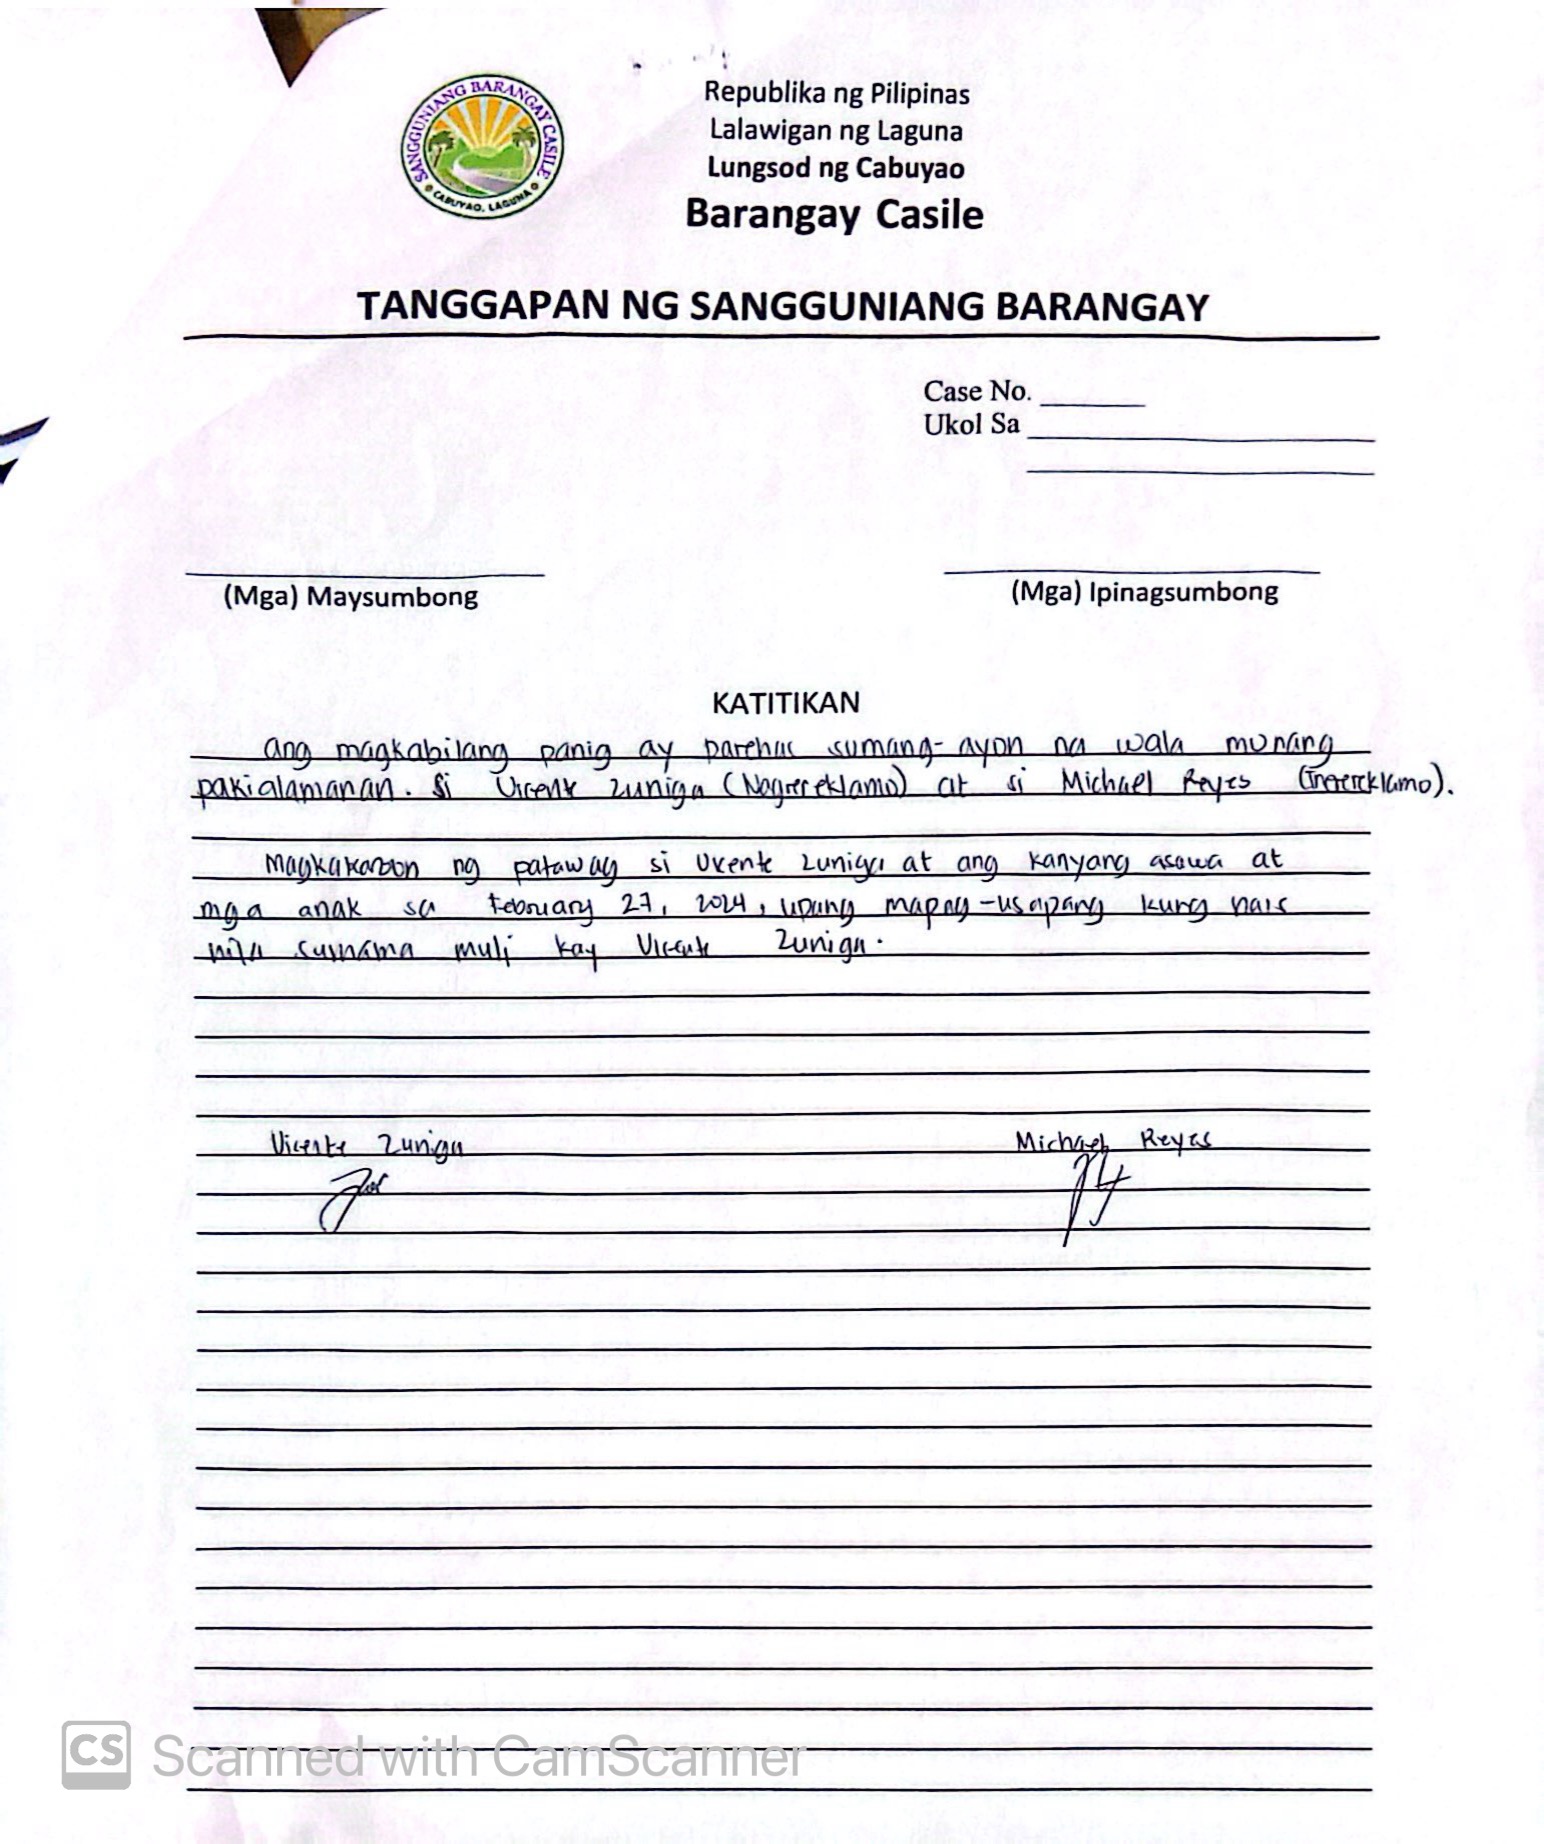 SANGGUNIANG BARANGAY CASILE
CABUYAO, LAGUNA
Republika ng Pilipinas
Lalawigan ng Laguna
Lungsod ng Cabuyao
Barangay Casile
TANGGAPAN NG SANGGUNIANG BARANGAY
Case No.
Ukol Sa
(Mga) Maysumbong
(Mga) Ipinagsumbong
KATITIKAN
ang magkabilang panig ay parehas sumang-ayon na wala munang
pakialamanan. Si Vicente Zuniga (Nagrereklamo) at si Michael Reyes (Inirereklamo).
Magkakaroon ng patawag si Vicente Zuniga at ang kanyang asawa at
mga anak sa February 27, 2024, upang mapag-usapang kung nais
nila sumama muli kay Vicente Zuniga.
Vicente Zuniga
Michael Reyes
CS Scanned with CamScanner